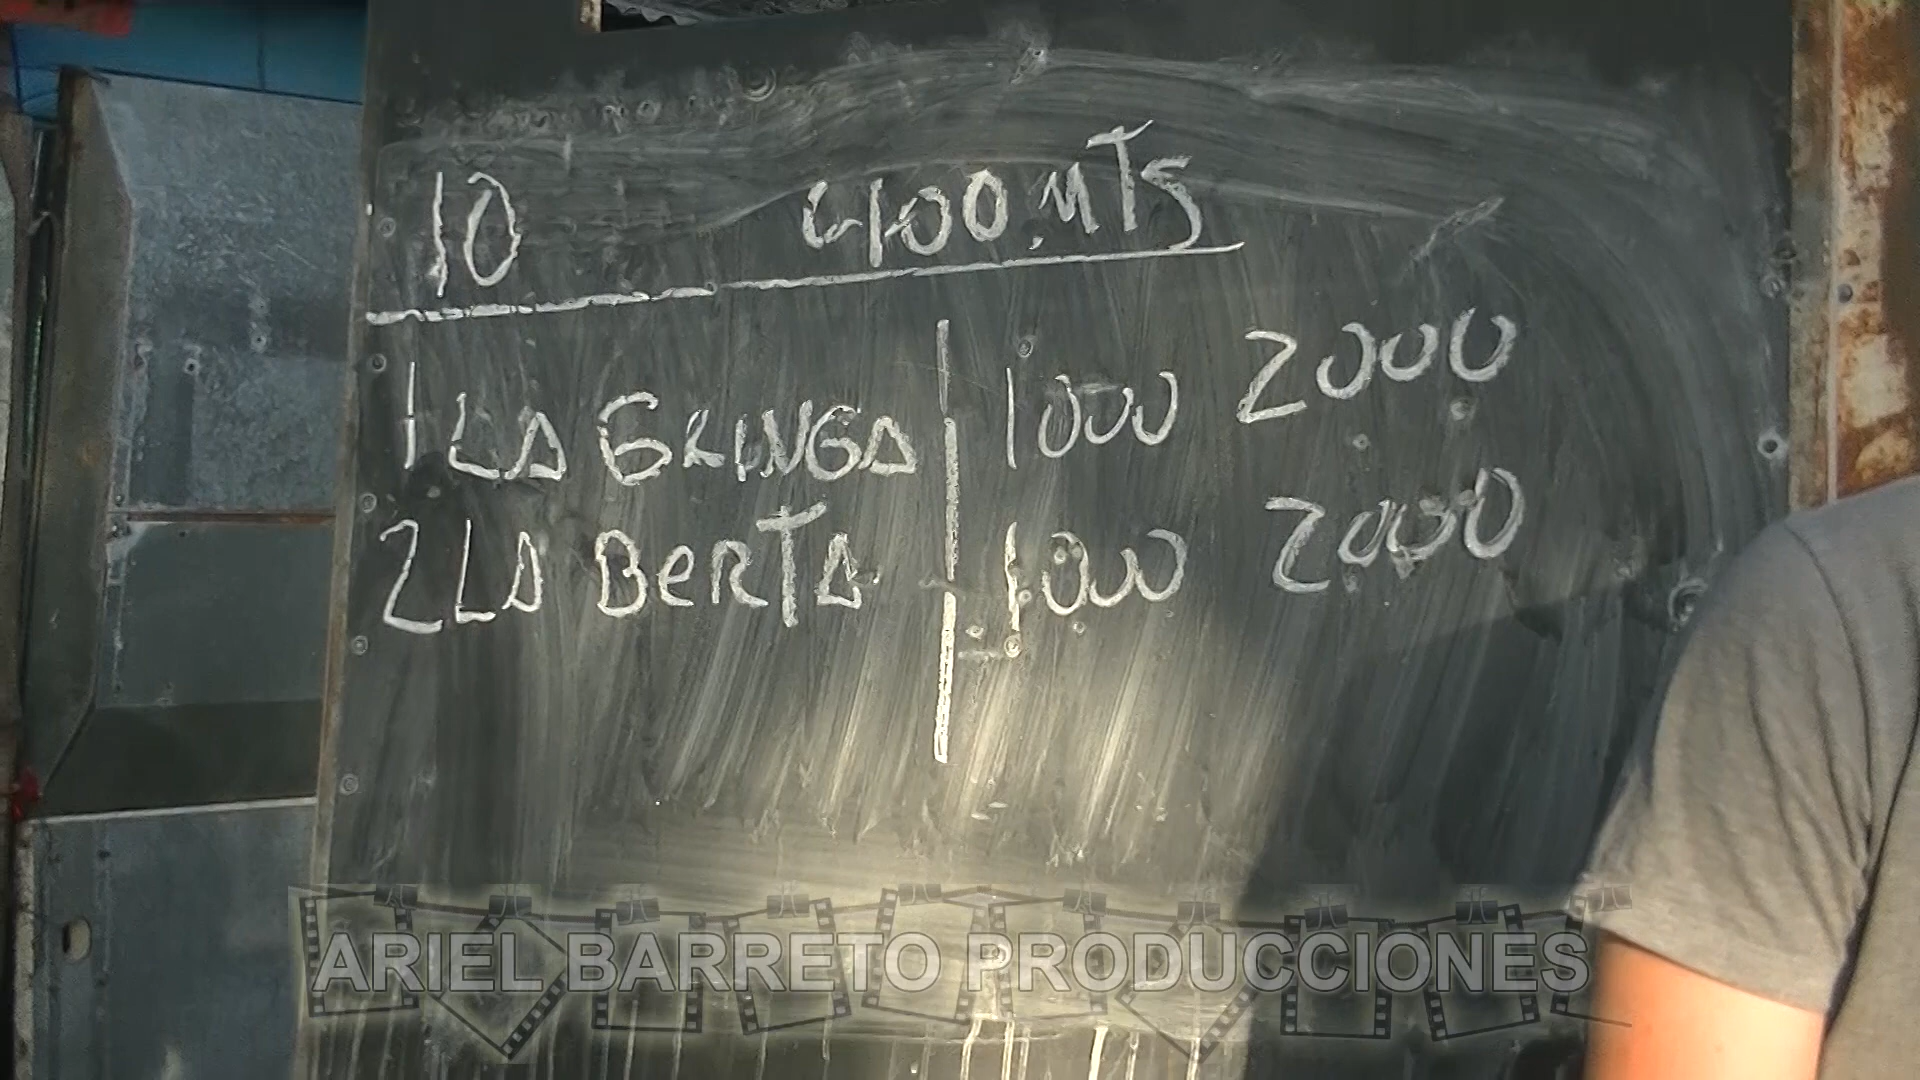 10 400.MTS
1 LA GRINGA 1000 2000
2 LA BERTA 1000 2000
ARIEL BARRETO PRODUCCIONES